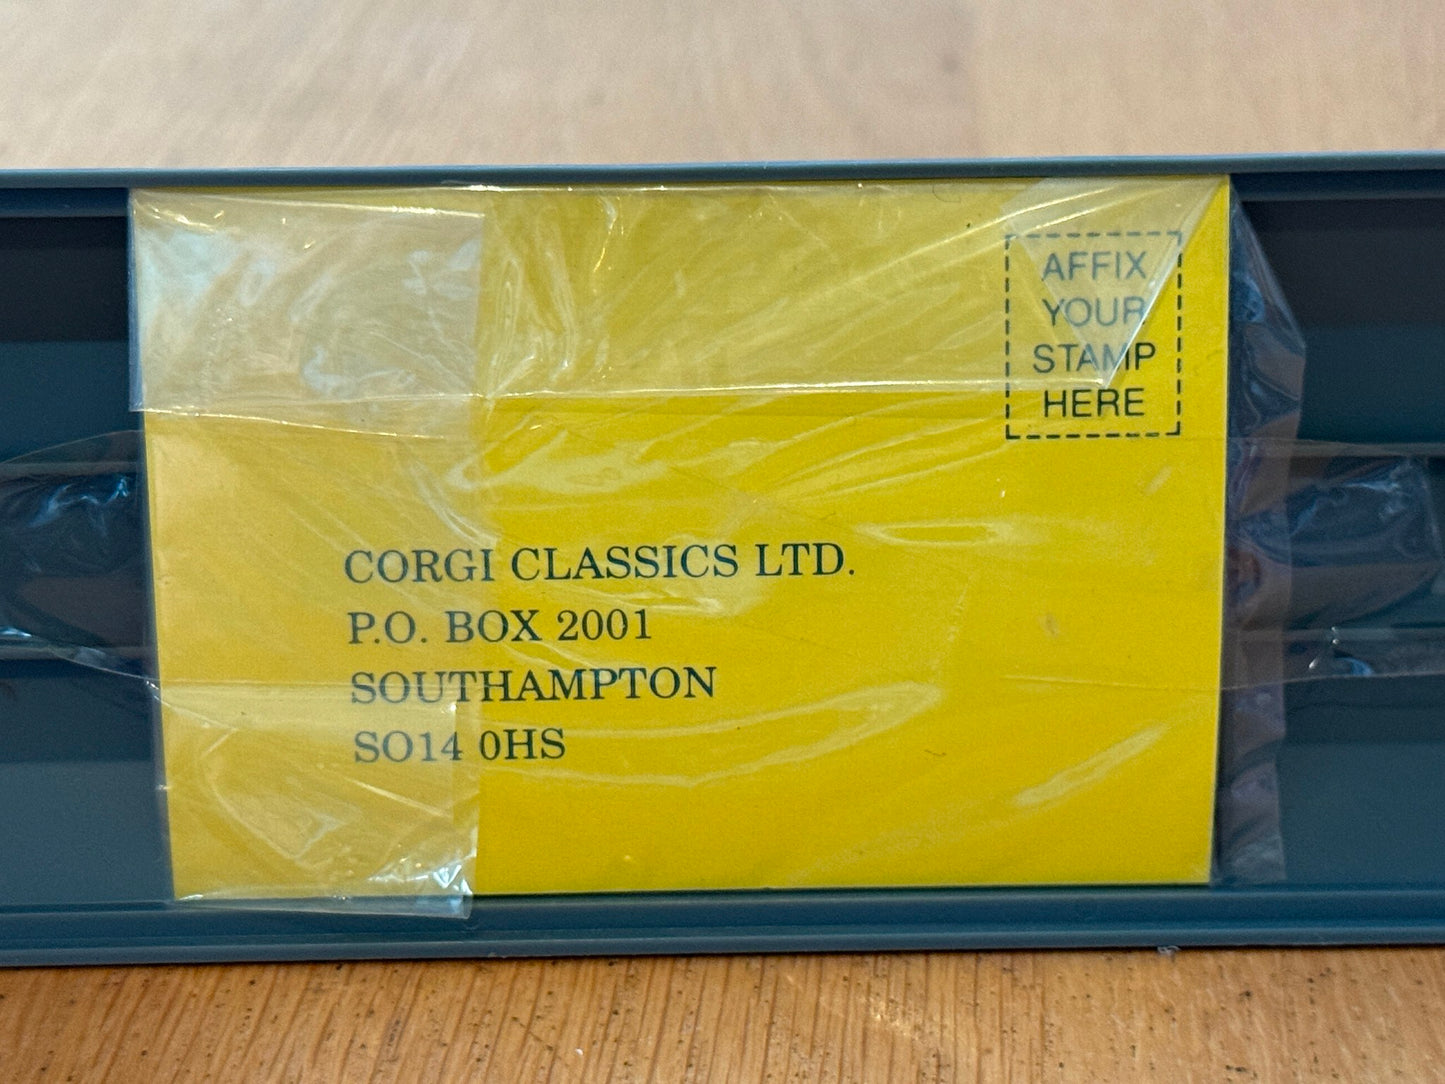 AFFIX
YOUR
STAMP
HERE
CORGI CLASSICS LTD.
P.O. BOX 2001
SOUTHAMPTON
SO14 0HS